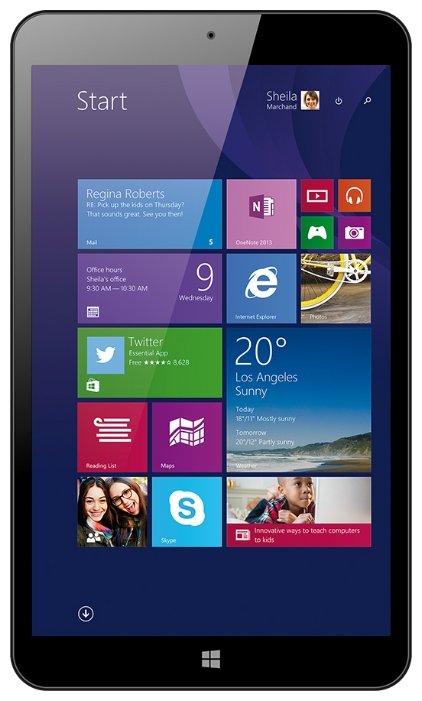 Start
Sheila
Marchand
Regina Roberts
RE: Pick up the kids on Thursday?
That sounds great. See you then!
Mail
5
OneNote 2013
Office hours
Sheila's office
9:30 AM — 10:30 AM
9
Wednesday
Internet Explorer
Photos
Twitter
Essential App
Free ★★★★☆ 8,628
20°
Los Angeles
Sunny
Today
18°/11° Mostly sunny
Tomorrow
20°/12° Partly sunny
Weather
Reading List
Maps
Skype
Innovative ways to teach computers
to kids